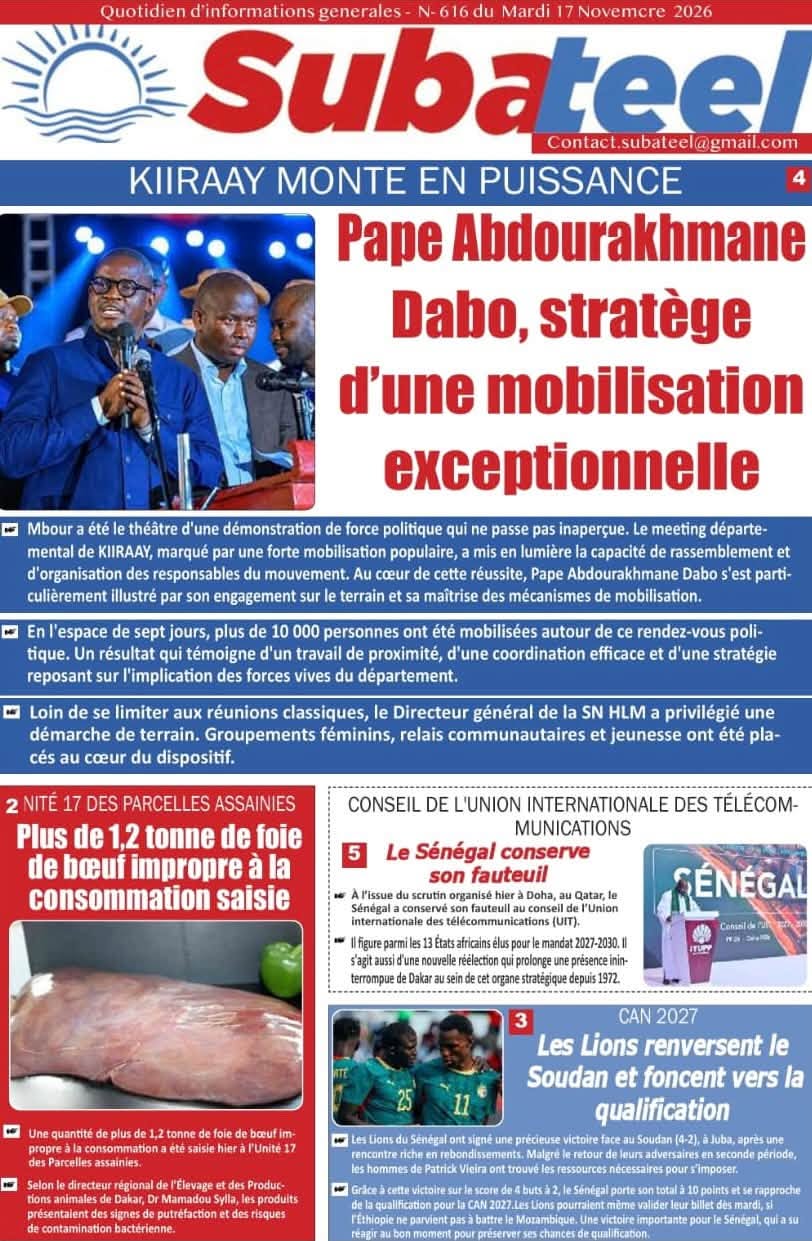 Quotidien d'informations generales - N- 616 du Mardi 17 Novemcre 2026
Subateel
Contact.subateel@gmail.com
KIIRAAY MONTE EN PUISSANCE
4
Pape Abdourakhmane
Dabo, stratège
d'une mobilisation
exceptionnelle
Mbour a été le théâtre d'une démonstration de force politique qui ne passe pas inaperçue. Le meeting départe-
mental de KIIRAAY, marqué par une forte mobilisation populaire, a mis en lumière la capacité de rassemblement et
d'organisation des responsables du mouvement. Au cœur de cette réussite, Pape Abdourakhmane Dabo s'est parti-
culièrement illustré par son engagement sur le terrain et sa maîtrise des mécanismes de mobilisation.
En l'espace de sept jours, plus de 10 000 personnes ont été mobilisées autour de ce rendez-vous poli-
tique. Un résultat qui témoigne d'un travail de proximité, d'une coordination efficace et d'une stratégie
reposant sur l'implication des forces vives du département.
Loin de se limiter aux réunions classiques, le Directeur général de la SN HLM a privilégié une
démarche de terrain. Groupements féminins, relais communautaires et jeunesse ont été pla-
cés au cœur du dispositif.
2 NITÉ 17 DES PARCELLES ASSAINIES
Plus de 1,2 tonne de foie
de bœuf impropre à la
consommation saisie
Une quantité de plus de 1,2 tonne de foie de bœuf im-
propre à la consommation a été saisie hier à l'Unité 17
des Parcelles assainies.
Selon le directeur régional de l'Élevage et des Produc-
tions animales de Dakar, Dr Mamadou Sylla, les produits
présentaient des signes de putréfaction et des risques
de contamination bactérienne.
CONSEIL DE L'UNION INTERNATIONALE DES TÉLÉCOM-
MUNICATIONS
5
Le Sénégal conserve
son fauteuil
À l'issue du scrutin organisé hier à Doha, au Qatar, le
Sénégal a conservé son fauteuil au conseil de l'Union
internationale des télécommunications (UIT).
Il figure parmi les 13 États africains élus pour le mandat 2027-2030. Il
s'agit aussi d'une nouvelle réélection qui prolonge une présence inin-
terrompue de Dakar au sein de cet organe stratégique depuis 1972.
SÉNÉGAL
Conseil de l'UIT
3
CAN 2027
Les Lions renversent le
Soudan et foncent vers la
qualification
25
11
Les Lions du Sénégal ont signé une précieuse victoire face au Soudan (4-2), à Juba, après une
rencontre riche en rebondissements. Malgré le retour de leurs adversaires en seconde période,
les hommes de Patrick Vieira ont trouvé les ressources nécessaires pour s'imposer.
Grâce à cette victoire sur le score de 4 buts à 2, le Sénégal porte son total à 10 points et se rapproche
de la qualification pour la CAN 2027.Les Lions pourraient même valider leur billet dès mardi, si
l'Éthiopie ne parvient pas à battre le Mozambique. Une victoire importante pour le Sénégal, qui a su
réagir au bon moment pour préserver ses chances de qualification.